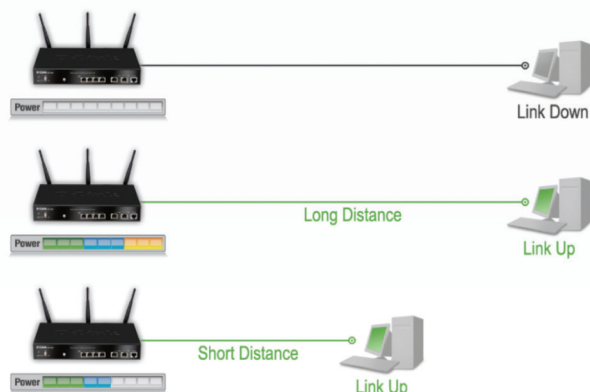 Power
Link Down
Long Distance
Power
Link Up
Short Distance
Power
Link Up